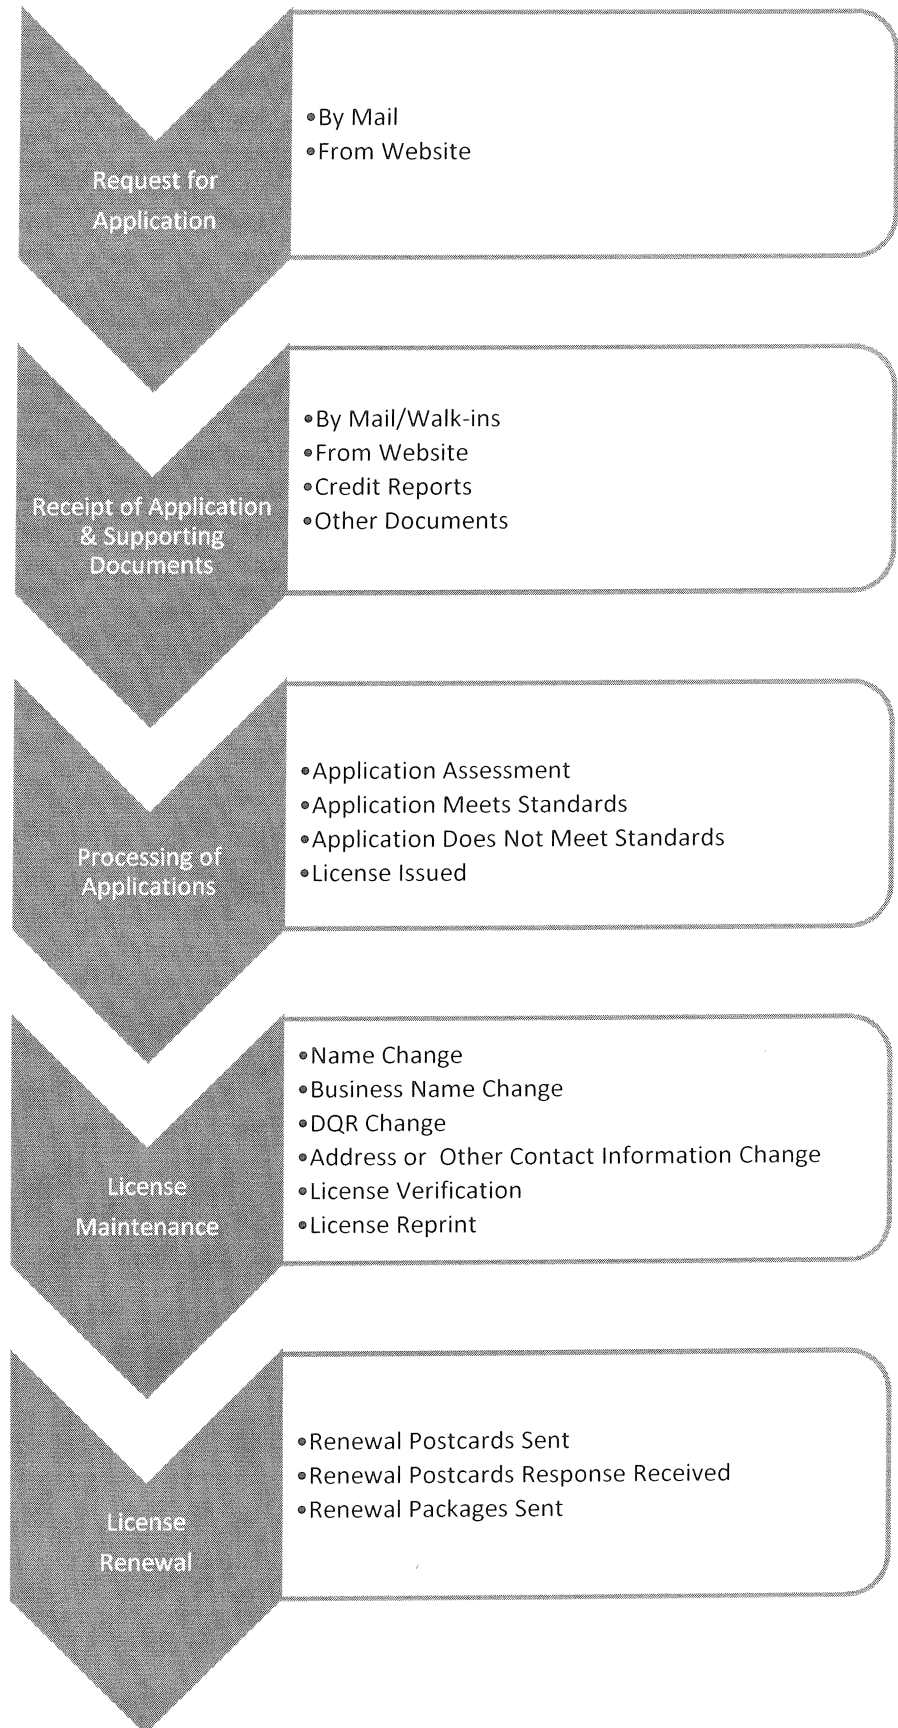 Request for
Application
•By Mail
•From Website
Receipt of Application
& Supporting
Documents
•By Mail/Walk-ins
•From Website
•Credit Reports
•Other Documents
Processing of
Applications
•Application Assessment
•Application Meets Standards
•Application Does Not Meet Standards
•License Issued
License
Maintenance
•Name Change
•Business Name Change
•DQR Change
•Address or  Other Contact Information Change
•License Verification
•License Reprint
License
Renewal
•Renewal Postcards Sent
•Renewal Postcards Response Received
•Renewal Packages Sent